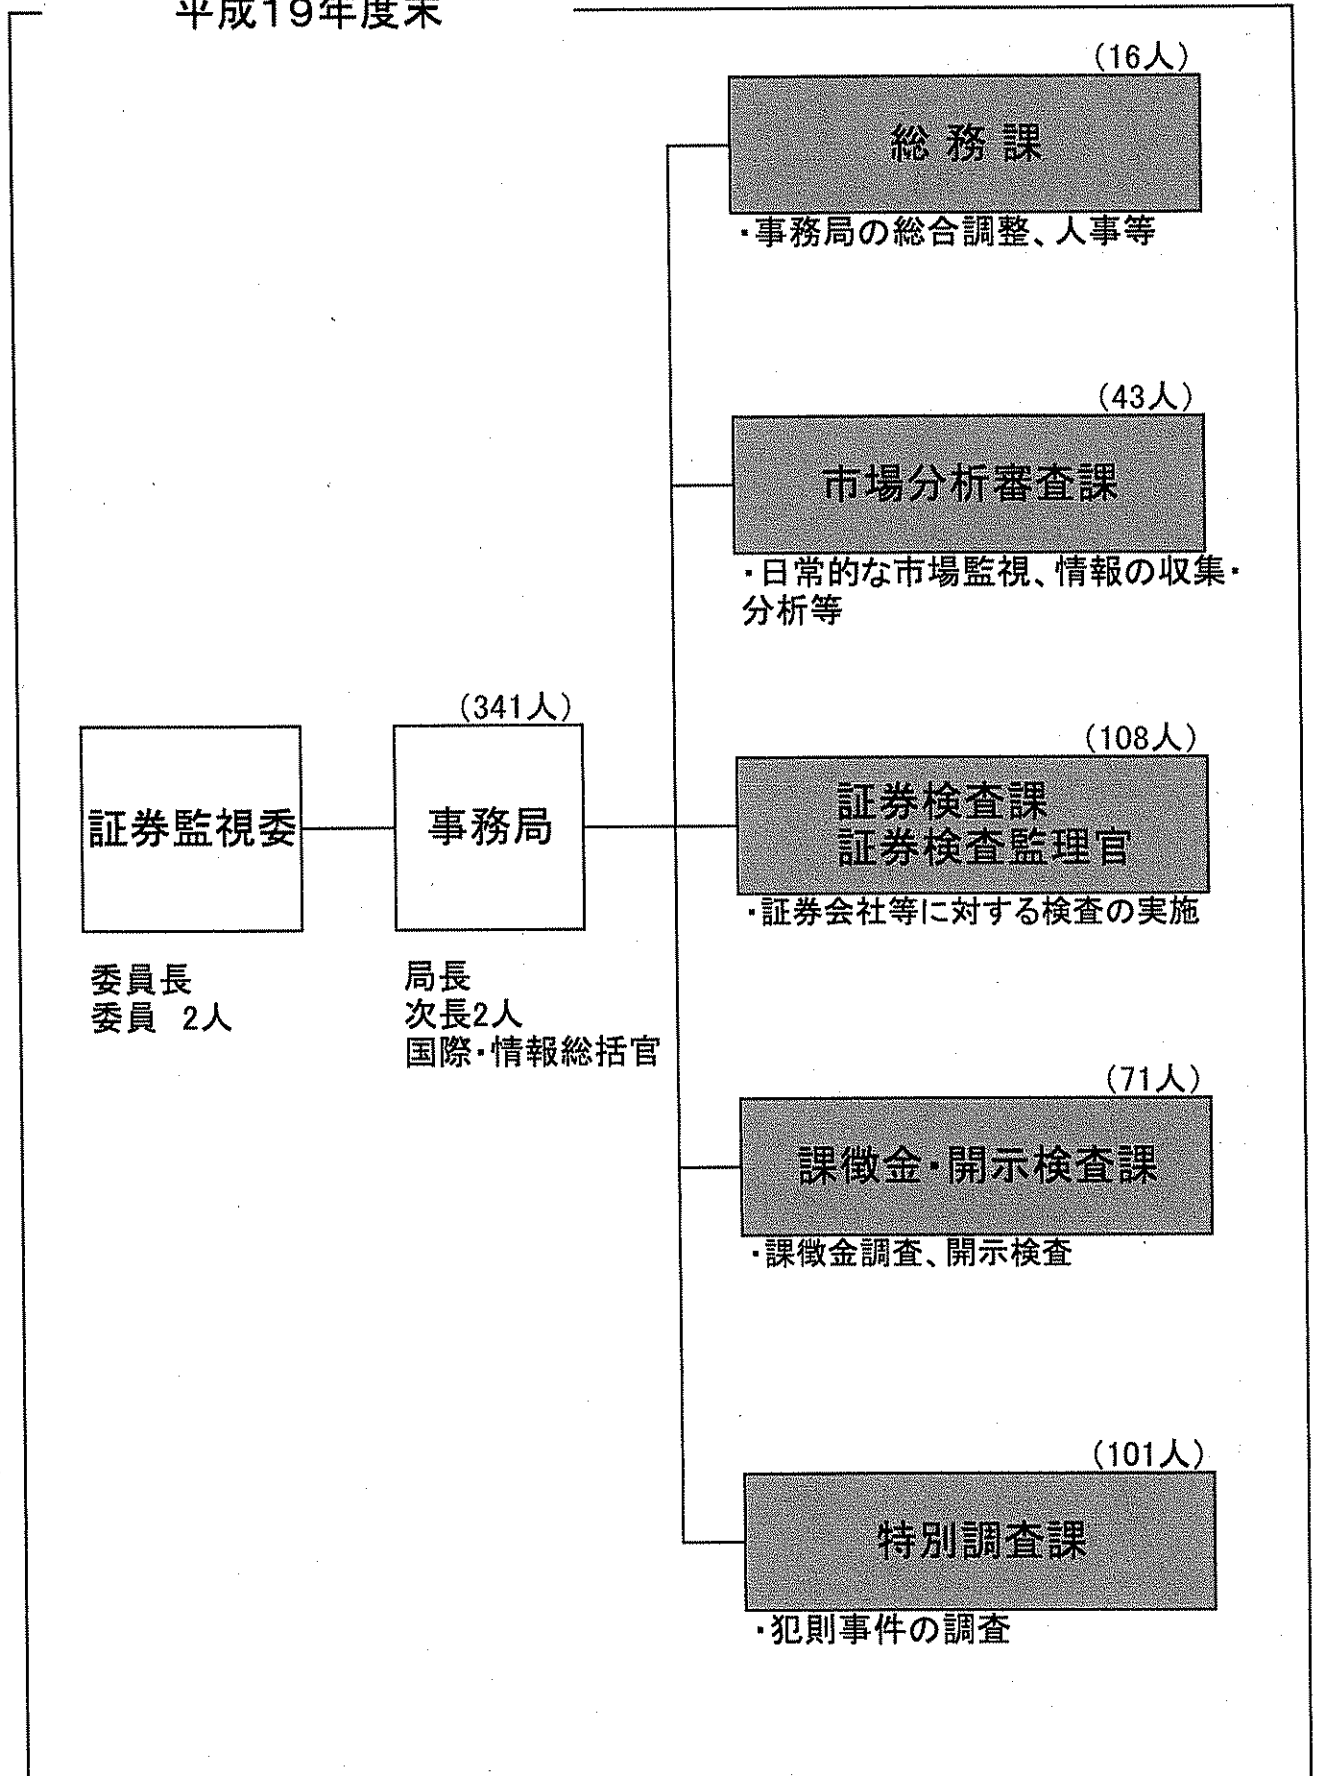 平成19年度末
(16人)
総務課
・事務局の総合調整、人事等
(43人)
市場分析審査課
・日常的な市場監視、情報の収集・
分析等
(341人)
証券監視委
事務局
委員長
委員 2人
局長
次長2人
国際・情報総括官
(108人)
証券検査課
証券検査監理官
・証券会社等に対する検査の実施
(71人)
課徴金・開示検査課
・課徴金調査、開示検査
(101人)
特別調査課
・犯則事件の調査